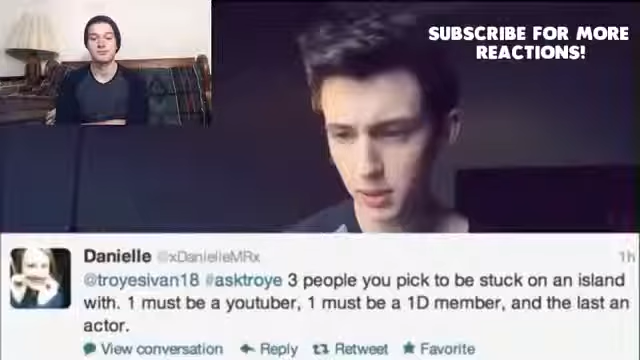 SUBSCRIBE FOR MORE
REACTIONS!
Danielle @xDanielleMRx 1h
@troyesivan18 #asktroye 3 people you pick to be stuck on an island
with. 1 must be a youtuber, 1 must be a 1D member, and the last an
actor.
View conversation Reply Retweet Favorite